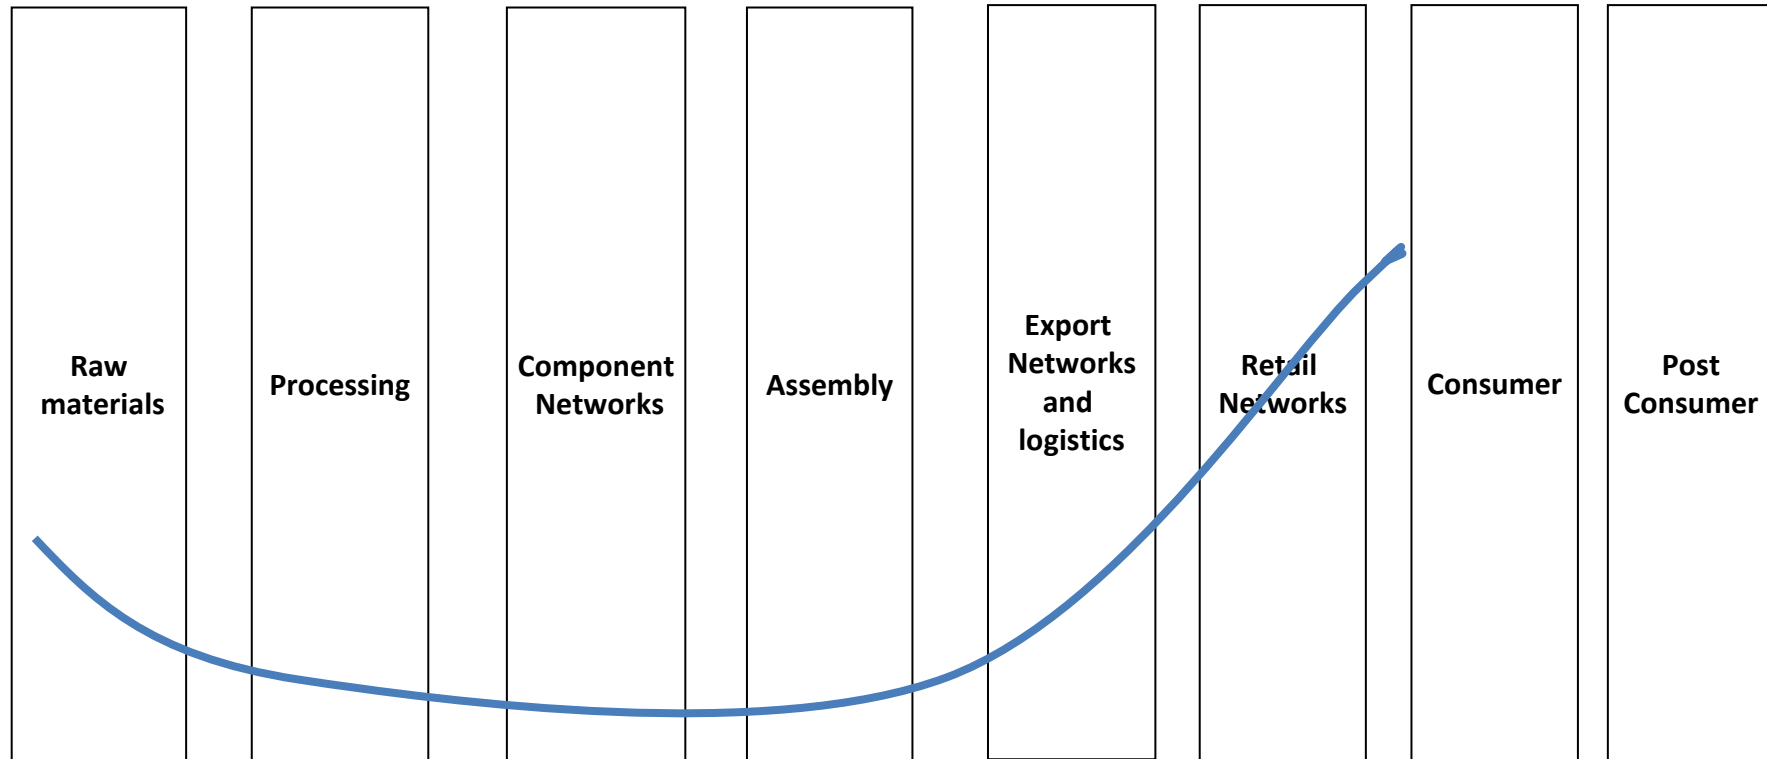 Raw
materials
Processing
Component
Networks
Assembly
Export
Networks
and
logistics
Retail
Networks
Consumer
Post
Consumer